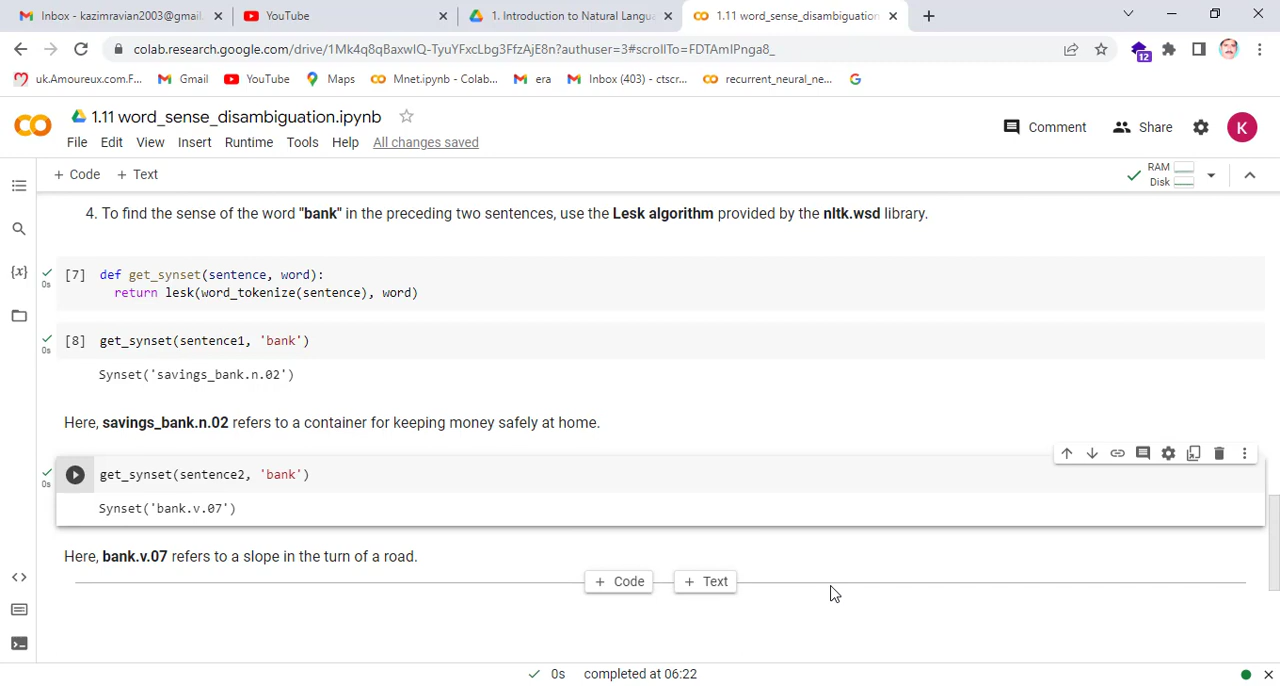 Inbox - kazimravian2003@gmail.
YouTube
1. Introduction to Natural Langua
1.11 word_sense_disambiguation
colab.research.google.com/drive/1Mk4q8qBaxwIQ-TyuYFxcLbg3FfzAjE8n?authuser=3#scrollTo=FDTAmIPnga8_
12
uk.Amoureux.com.F...
Gmail
YouTube
Maps
Mnet.ipynb - Colab...
era
Inbox (403) - ctscr...
recurrent_neural_ne...
1.11 word_sense_disambiguation.ipynb
Comment
Share
K
File Edit View Insert Runtime Tools Help All changes saved
+ Code + Text
RAM
Disk
4. To find the sense of the word "bank" in the preceding two sentences, use the Lesk algorithm provided by the nltk.wsd library.
[7] def get_synset(sentence, word):
0s
return lesk(word_tokenize(sentence), word)
[8] get_synset(sentence1, 'bank')
0s
Synset('savings_bank.n.02')
Here, savings_bank.n.02 refers to a container for keeping money safely at home.
get_synset(sentence2, 'bank')
0s
Synset('bank.v.07')
Here, bank.v.07 refers to a slope in the turn of a road.
+ Code + Text
0s completed at 06:22